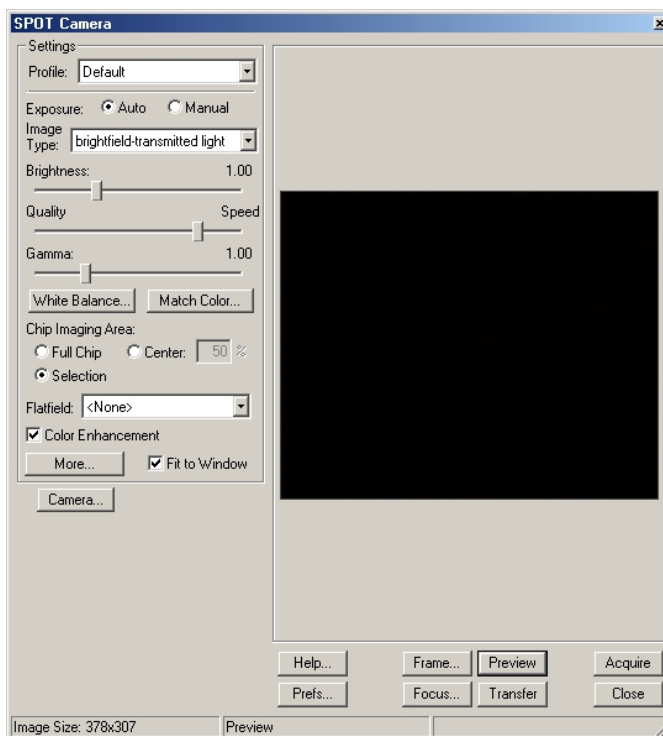 SPOT Camera
Settings
Profile: Default
Exposure: Auto Manual
Image
Type: brightfield-transmitted light
Brightness: 1.00
Quality Speed
Gamma: 1.00
White Balance... Match Color...
Chip Imaging Area:
Full Chip Center: 50 %
Selection
Flatfield: <None>
Color Enhancement
More... Fit to Window
Camera...
Help... Frame... Preview Acquire
Prefs... Focus... Transfer Close
Image Size: 378x307 Preview